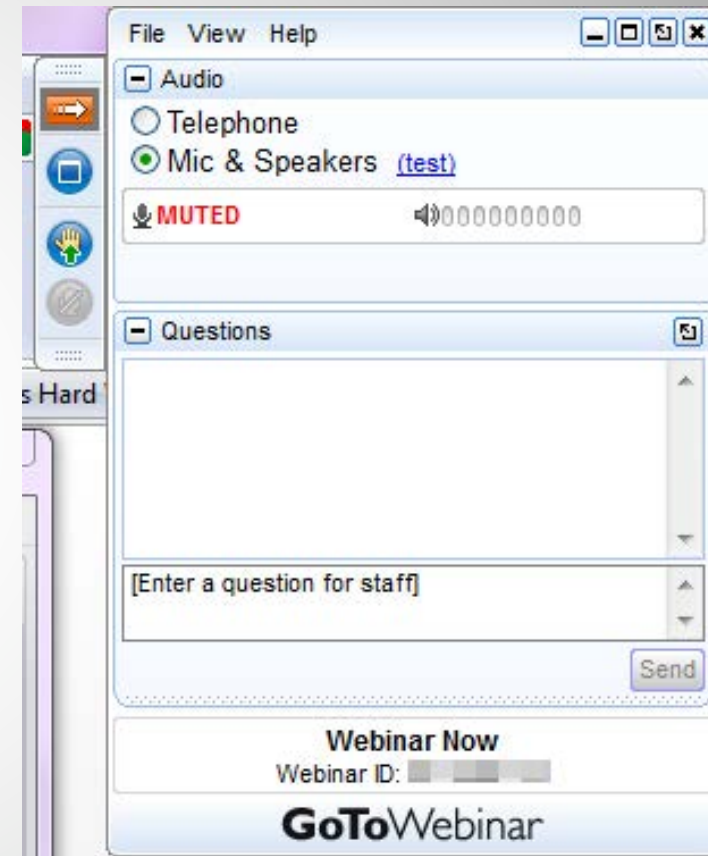 File View Help
Audio
Telephone
Mic & Speakers (test)
MUTED
Questions
s Hard
[Enter a question for staff]
Send
Webinar Now
Webinar ID:
GoToWebinar